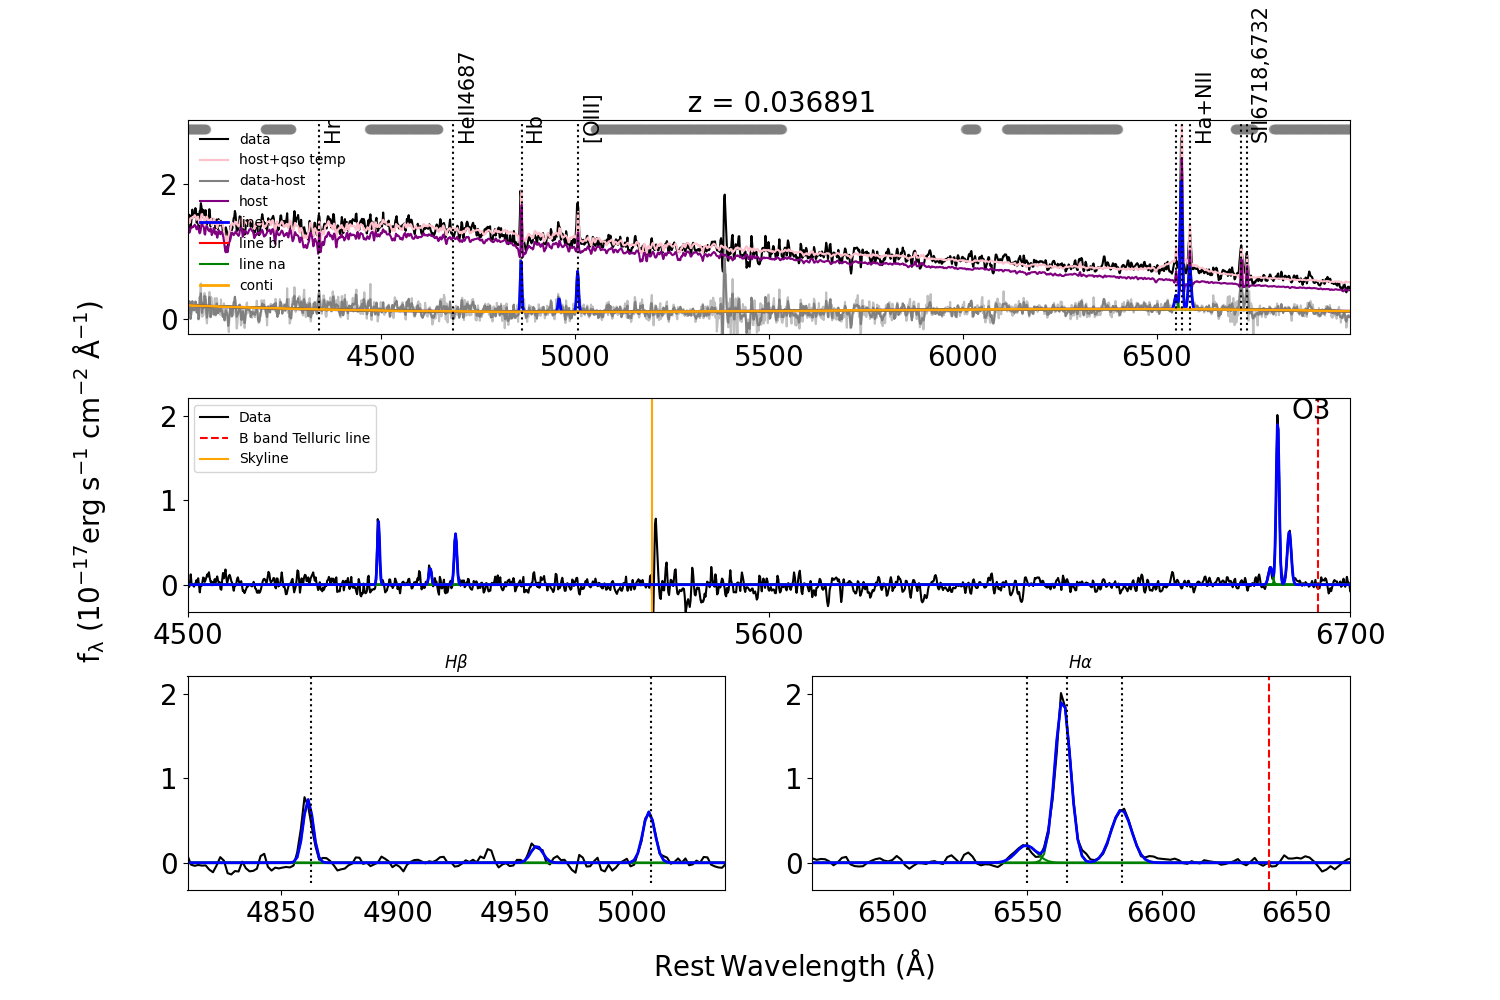 z = 0.036891
Hr
HeII4687
Hb
[OIII]
Ha+NII
SII6718,6732
data
host+qso temp
data-host
host
line
line br
line na
conti
2
0
4500 5000 5500 6000 6500
Data
B band Telluric line
Skyline
O3
2
1
0
4500 5600 6700
fλ (10−17erg s−1 cm−2 Å−1)
Hβ
2
1
0
4850 4900 4950 5000
Hα
2
1
0
6500 6550 6600 6650
Rest Wavelength (Å)